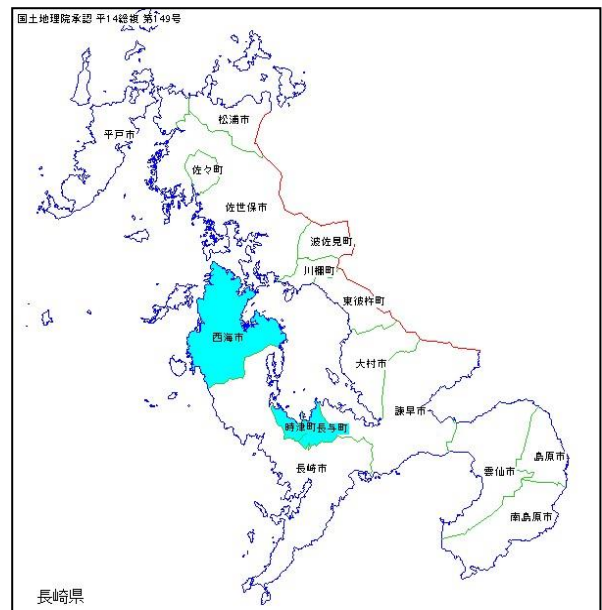 国土地理院承認 平14総複 第149号
松浦市
平戸市
佐々町
佐世保市
波佐見町
川棚町
東彼杵町
西海市
大村市
諫早市
時津町 長与町
長崎市
島原市
雲仙市
南島原市
長崎県